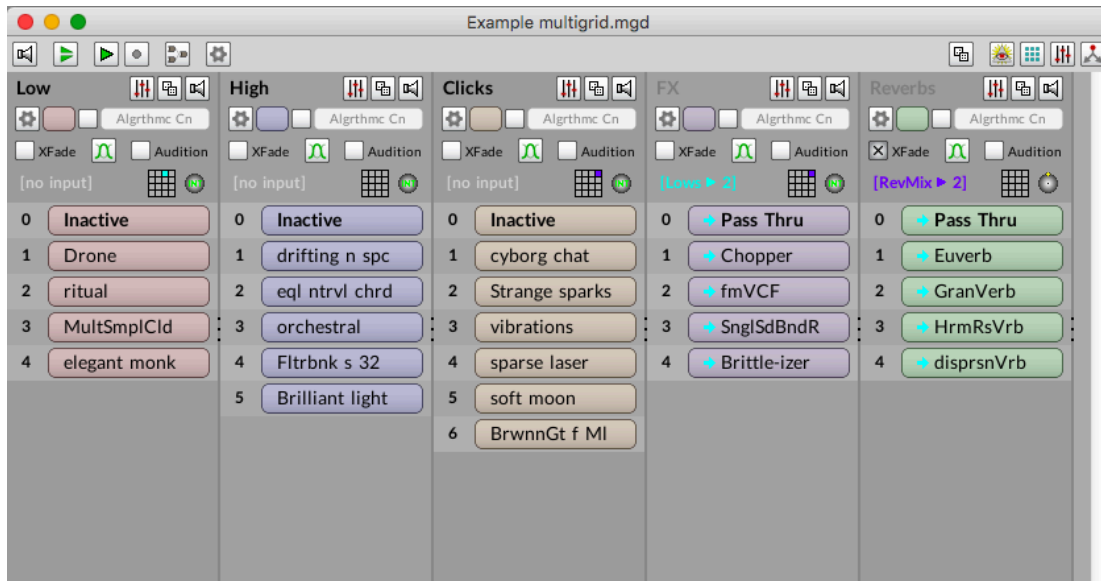 Example multigrid.mgd
Low High Clicks FX Reverbs
Algrthmc Cn Algrthmc Cn Algrthmc Cn Algrthmc Cn Algrthmc Cn
XFade Audition XFade Audition XFade Audition XFade Audition XFade Audition
[no input] [no input] [no input] [Lows ▶ 2] [RevMix ▶ 2]
0 Inactive 0 Inactive 0 Inactive 0 Pass Thru 0 Pass Thru
1 Drone 1 drifting n spc 1 cyborg chat 1 Chopper 1 Euverb
2 ritual 2 eql ntrvl chrd 2 Strange sparks 2 fmVCF 2 GranVerb
3 MultSmplCld 3 orchestral 3 vibrations 3 SnglSdBndR 3 HrmRsVrb
4 elegant monk 4 Fltrbnk s 32 4 sparse laser 4 Brittle-izer 4 disprsnVrb
5 Brilliant light 5 soft moon
6 BrwnnGt f Ml